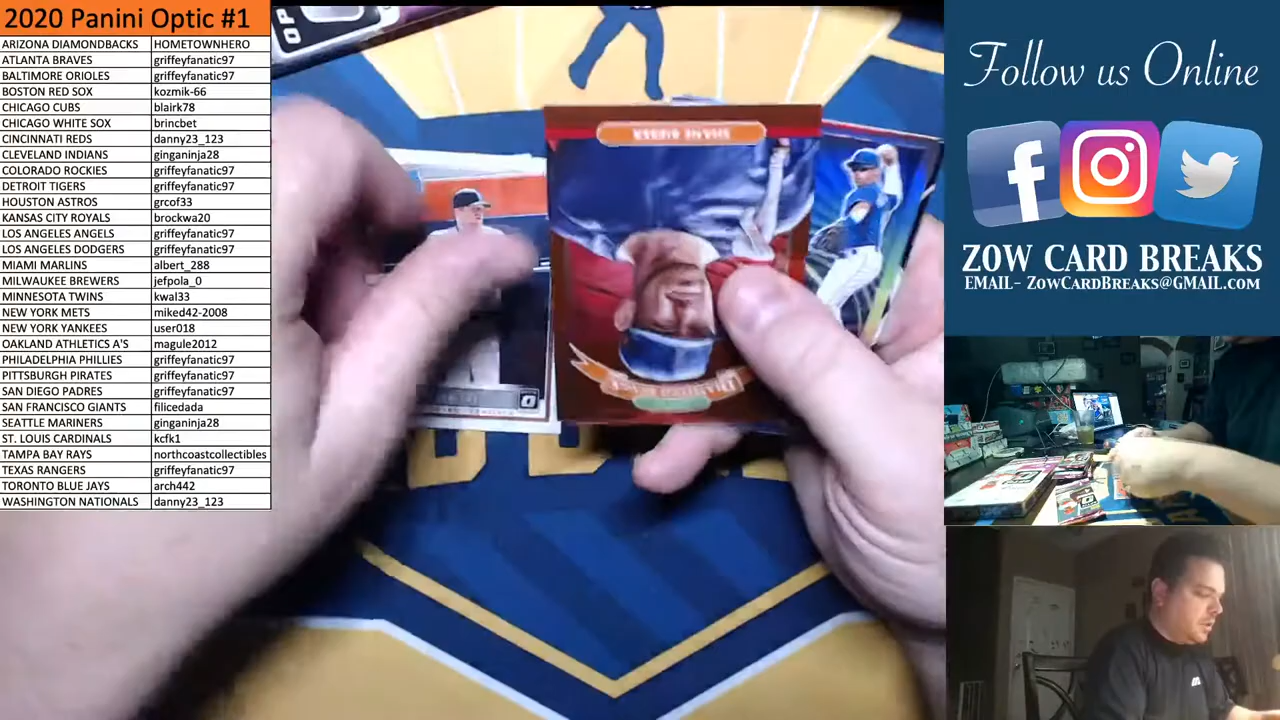 2020 Panini Optic #1
ARIZONA DIAMONDBACKS HOMETOWNHERO
ATLANTA BRAVES griffeyfanatic97
BALTIMORE ORIOLES griffeyfanatic97
BOSTON RED SOX kozmik-66
CHICAGO CUBS blairk78
CHICAGO WHITE SOX brincbet
CINCINNATI REDS danny23_123
CLEVELAND INDIANS ginganinja28
COLORADO ROCKIES griffeyfanatic97
DETROIT TIGERS griffeyfanatic97
HOUSTON ASTROS grcof33
KANSAS CITY ROYALS brockwa20
LOS ANGELES ANGELS griffeyfanatic97
LOS ANGELES DODGERS griffeyfanatic97
MIAMI MARLINS albert_288
MILWAUKEE BREWERS jefpola_0
MINNESOTA TWINS kwal33
NEW YORK METS miked42-2008
NEW YORK YANKEES user018
OAKLAND ATHLETICS A'S magule2012
PHILADELPHIA PHILLIES griffeyfanatic97
PITTSBURGH PIRATES griffeyfanatic97
SAN DIEGO PADRES griffeyfanatic97
SAN FRANCISCO GIANTS filicedada
SEATTLE MARINERS ginganinja28
ST. LOUIS CARDINALS kcfk1
TAMPA BAY RAYS northcoastcollectibles
TEXAS RANGERS griffeyfanatic97
TORONTO BLUE JAYS arch442
WASHINGTON NATIONALS danny23_123
OP
SHANE BIEBER
Follow us Online
ZOW CARD BREAKS
EMAIL- ZOWCARDBREAKS@GMAIL.COM